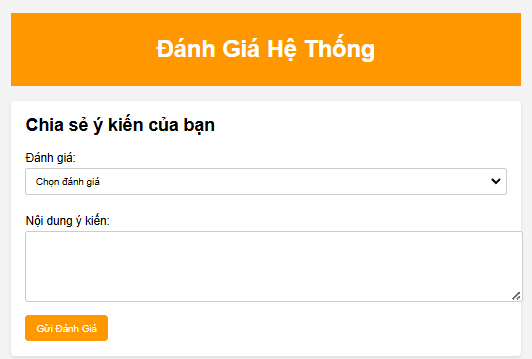 Đánh Giá Hệ Thống
Chia sẻ ý kiến của bạn
Đánh giá:
Chọn đánh giá
Nội dung ý kiến:
Gửi Đánh Giá